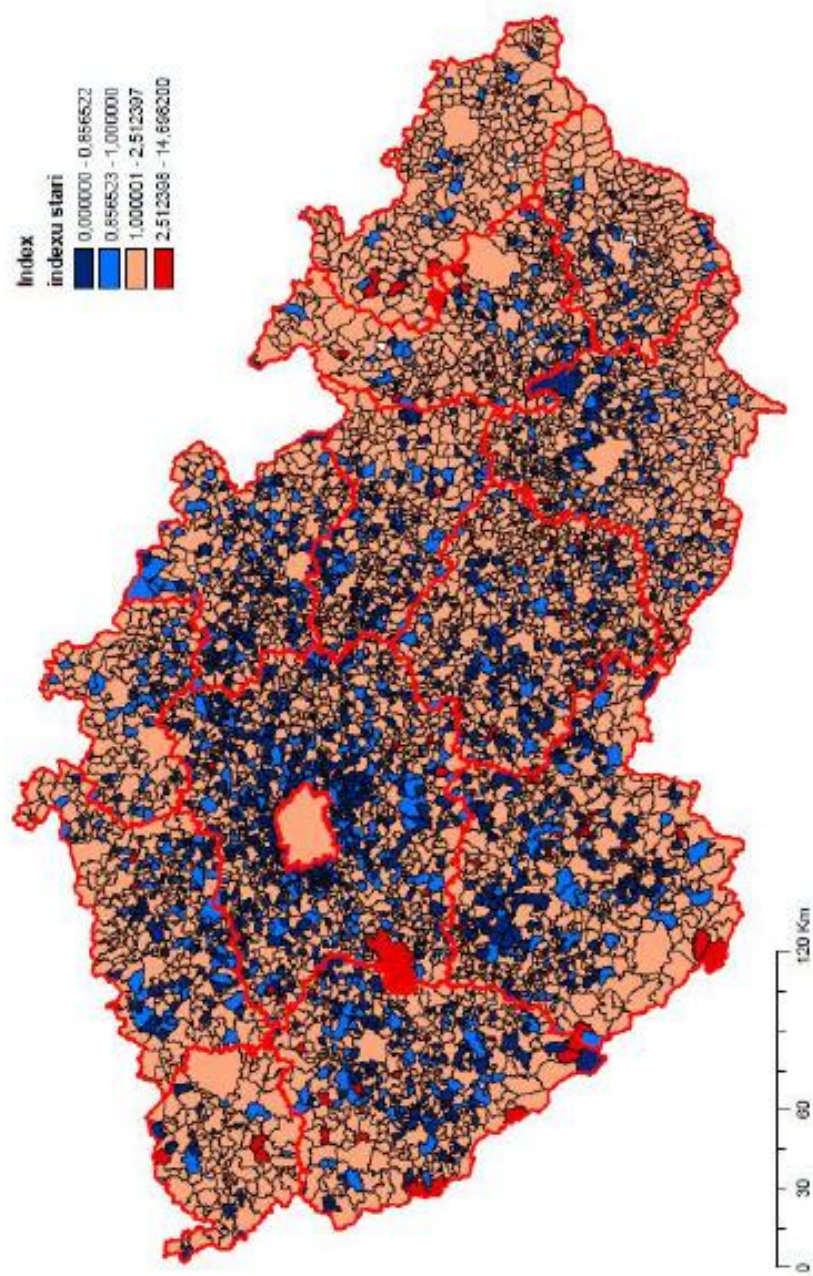 Index
indexu stari
0,000000 - 0,856522
0,856523 - 1,000000
1,000001 - 2,512397
2,512398 - 14,696200
0 30 60 120 Km